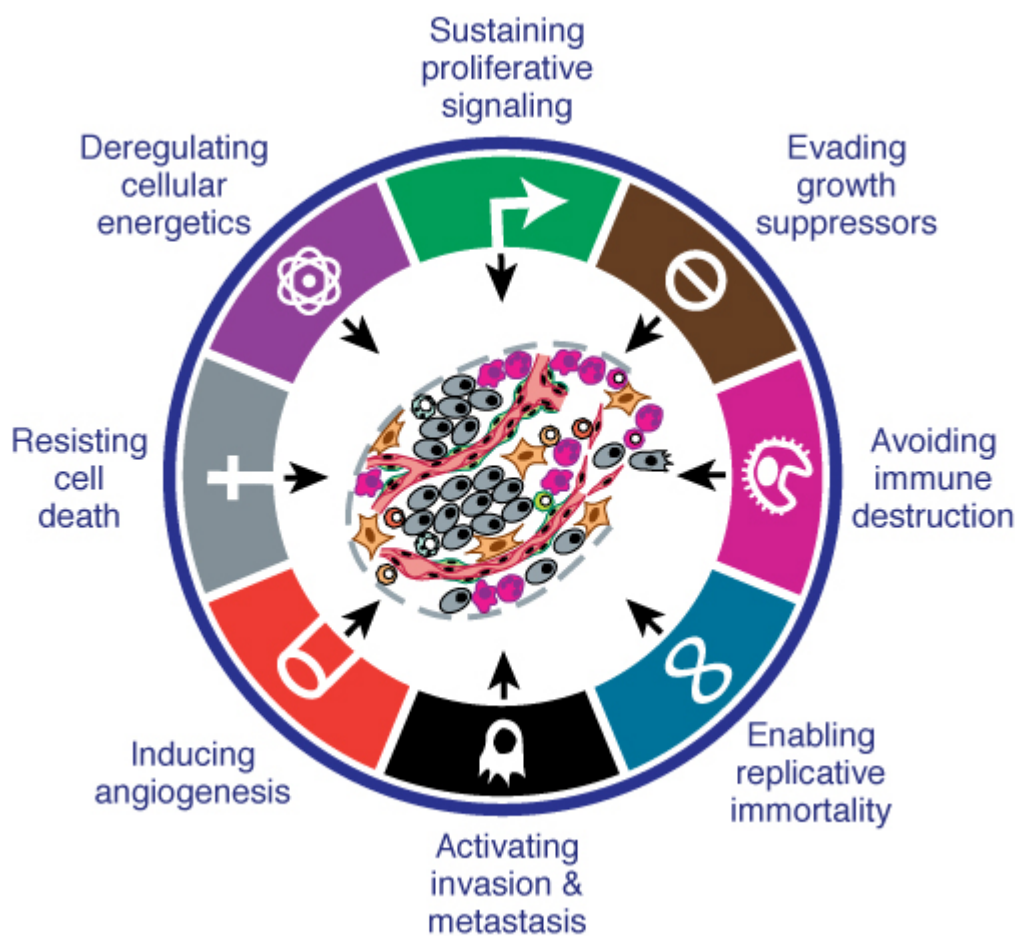 Sustaining
proliferative
signaling
Deregulating
cellular
energetics
Evading
growth
suppressors
Resisting
cell
death
Avoiding
immune
destruction
Inducing
angiogenesis
Enabling
replicative
immortality
Activating
invasion &
metastasis